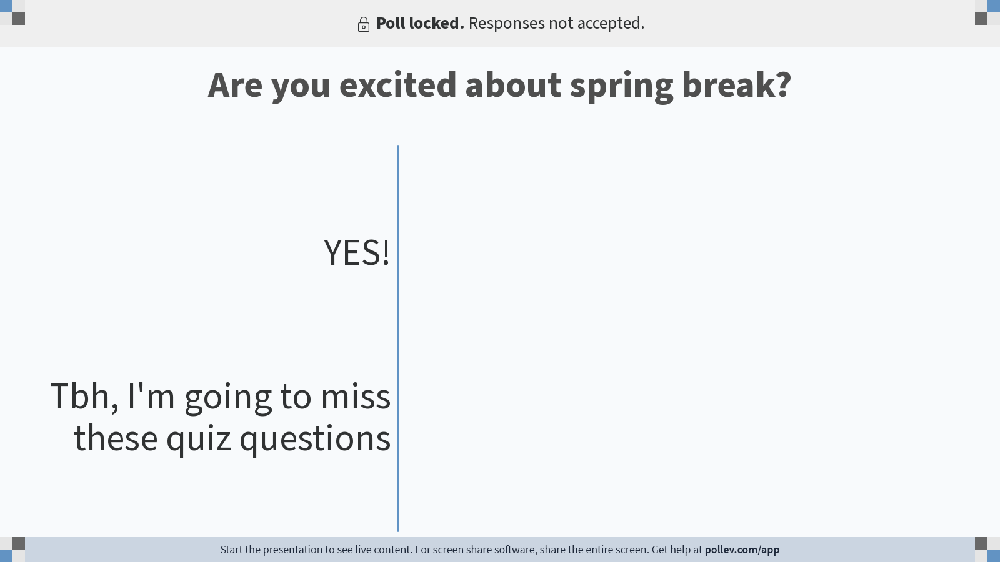 Poll locked. Responses not accepted.
Are you excited about spring break?
YES!
Tbh, I'm going to miss
these quiz questions
Start the presentation to see live content. For screen share software, share the entire screen. Get help at pollev.com/app